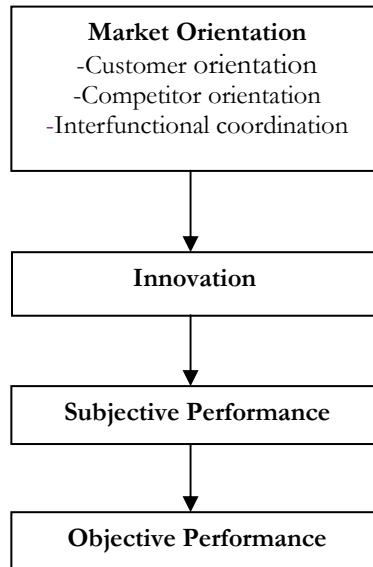 Market Orientation
-Customer orientation
-Competitor orientation
-Interfunctional coordination
Innovation
Subjective Performance
Objective Performance